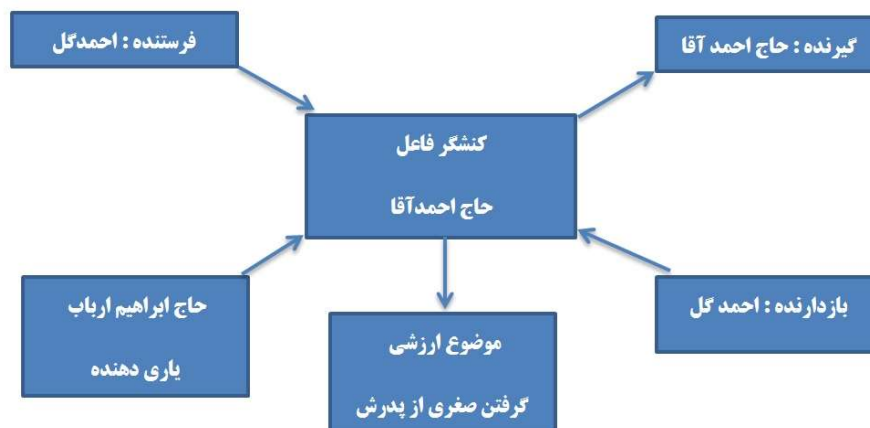 گیرنده : حاج احمد آقا
فرستنده : احمدگل
کنشگر فاعل
حاج احمدآقا
بازدارنده : احمد گل
موضوع ارزشی
گرفتن صغری از پدرش
حاج ابراهیم ارباب
یاری دهنده